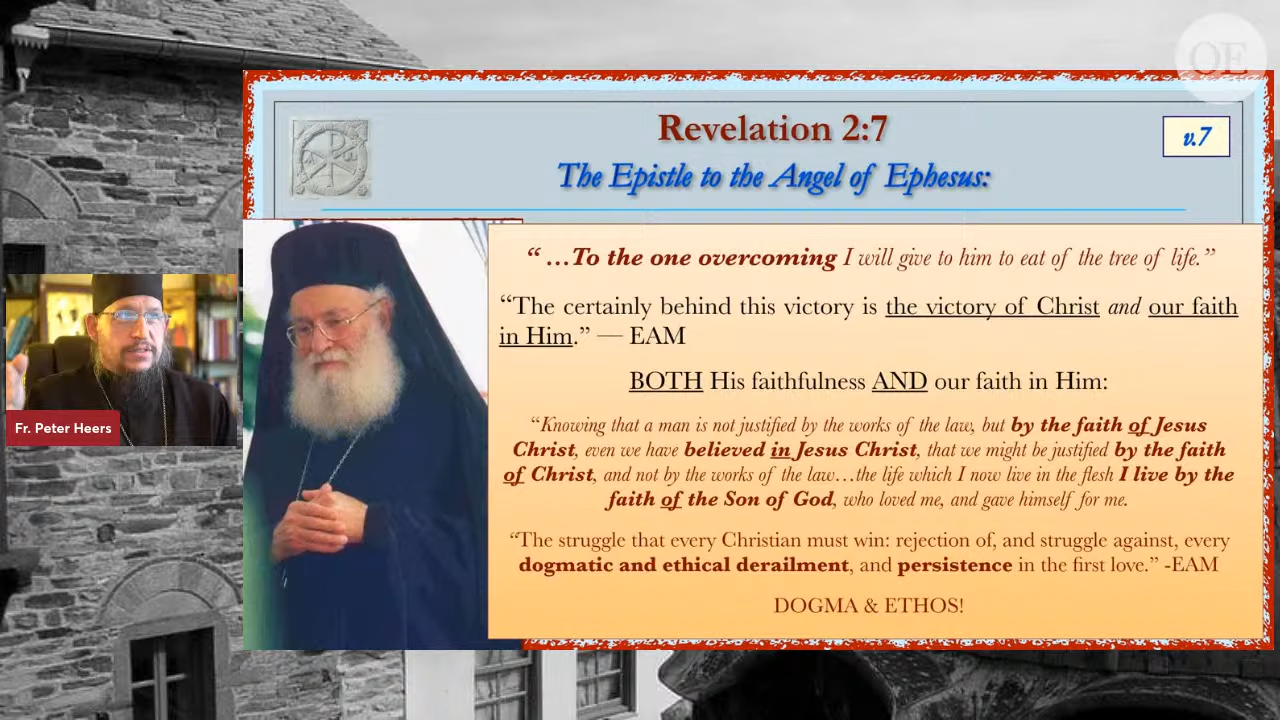 OE
Revelation 2:7
v.7
The Epistle to the Angel of Ephesus:
“ …To the one overcoming I will give to him to eat of the tree of life.”
“The certainly behind this victory is the victory of Christ and our faith
in Him.” — EAM
BOTH His faithfulness AND our faith in Him:
“Knowing that a man is not justified by the works of the law, but by the faith of Jesus
Christ, even we have believed in Jesus Christ, that we might be justified by the faith
of Christ, and not by the works of the law…the life which I now live in the flesh I live by the
faith of the Son of God, who loved me, and gave himself for me.
“The struggle that every Christian must win: rejection of, and struggle against, every
dogmatic and ethical derailment, and persistence in the first love.” -EAM
DOGMA & ETHOS!
Fr. Peter Heers